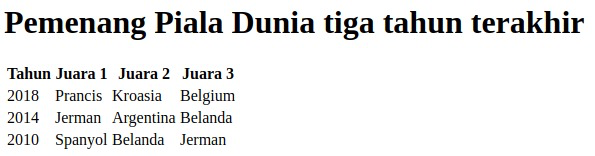 Pemenang Piala Dunia tiga tahun terakhir
Tahun Juara 1 Juara 2 Juara 3
2018 Prancis Kroasia Belgium
2014 Jerman Argentina Belanda
2010 Spanyol Belanda Jerman